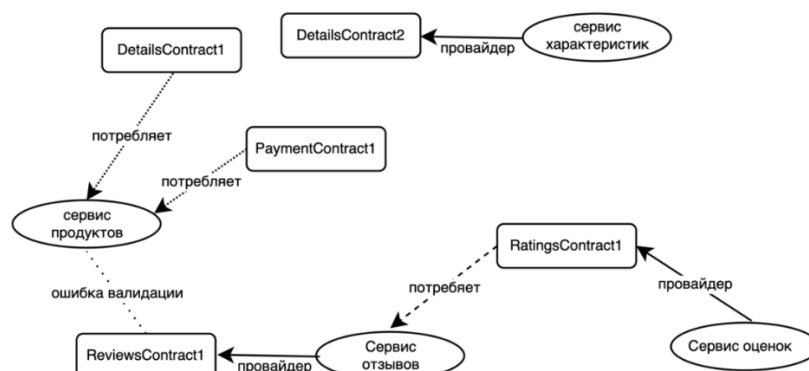 DetailsContract1
DetailsContract2
провайдер
сервис
характеристик
потребляет
PaymentContract1
потребляет
сервис
продуктов
RatingsContract1
потребяет
провайдер
ошибка валидации
ReviewsContract1
провайдер
Сервис
отзывов
Сервис оценок